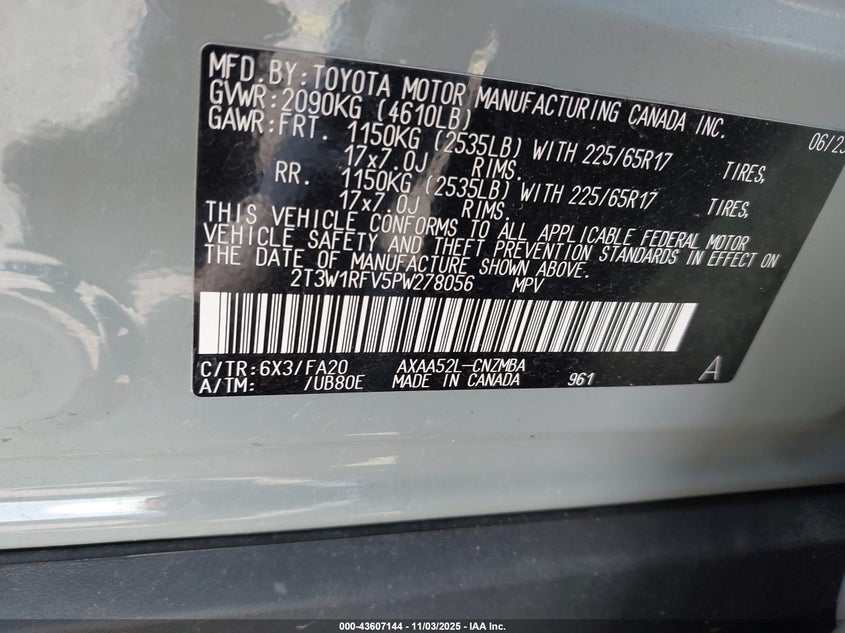 MFD.BY:TOYOTA MOTOR MANUFACTURING CANADA INC.
GVWR:2090KG (4610LB) 06/23
GAWR:FRT. 1150KG (2535LB) WITH 225/65R17 TIRES,
17x7.0J RIMS.
RR. 1150KG (2535LB) WITH 225/65R17 TIRES,
17x7.0J RIMS.
THIS VEHICLE CONFORMS TO ALL APPLICABLE FEDERAL MOTOR
VEHICLE SAFETY AND THEFT PREVENTION STANDARDS IN EFFECT ON
THE DATE OF MANUFACTURE SHOWN ABOVE.
2T3W1RFV5PW278056 MPV
C/TR:6X3/FA20 AXAA52L-CNZMBA A
A/TM: /UB80E MADE IN CANADA 961
000-43607144 - 11/03/2025 - IAA Inc.